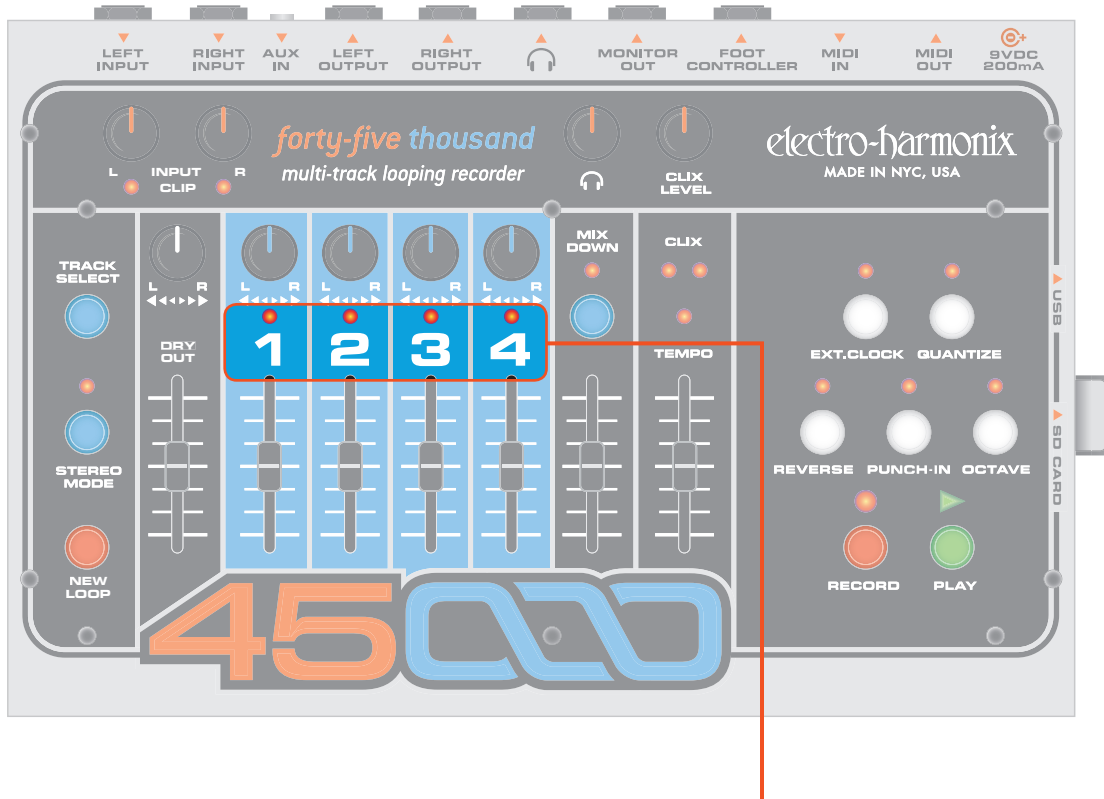 LEFT
INPUT
RIGHT
INPUT
AUX
IN
LEFT
OUTPUT
RIGHT
OUTPUT
MONITOR
OUT
FOOT
CONTROLLER
MIDI
IN
MIDI
OUT
9VDC
200mA
forty-five thousand
multi-track looping recorder
L INPUT R
CLIP
CLIX
LEVEL
electro-harmonix
MADE IN NYC, USA
TRACK
SELECT
STEREO
MODE
NEW
LOOP
L R
DRY
OUT
L R
L R
L R
L R
1 2 3 4
MIX
DOWN
CLIX
TEMPO
EXT.CLOCK QUANTIZE
REVERSE PUNCH-IN OCTAVE
RECORD PLAY
USB
SD CARD
45000